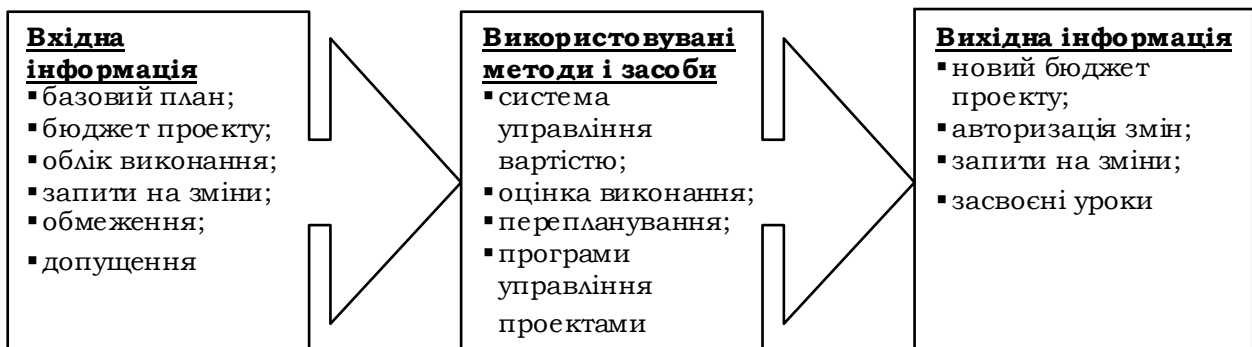 Вхідна
інформація
▪ базовий план;
▪ бюджет проекту;
▪ облік виконання;
▪ запити на зміни;
▪ обмеження;
▪ допущення
Використовувані
методи і засоби
▪ система
управління
вартістю;
▪ оцінка виконання;
▪ перепланування;
▪ програми
управління
проектами
Вихідна інформація
▪ новий бюджет
проекту;
▪ авторизація змін;
▪ запити на зміни;
▪ засвоєні уроки